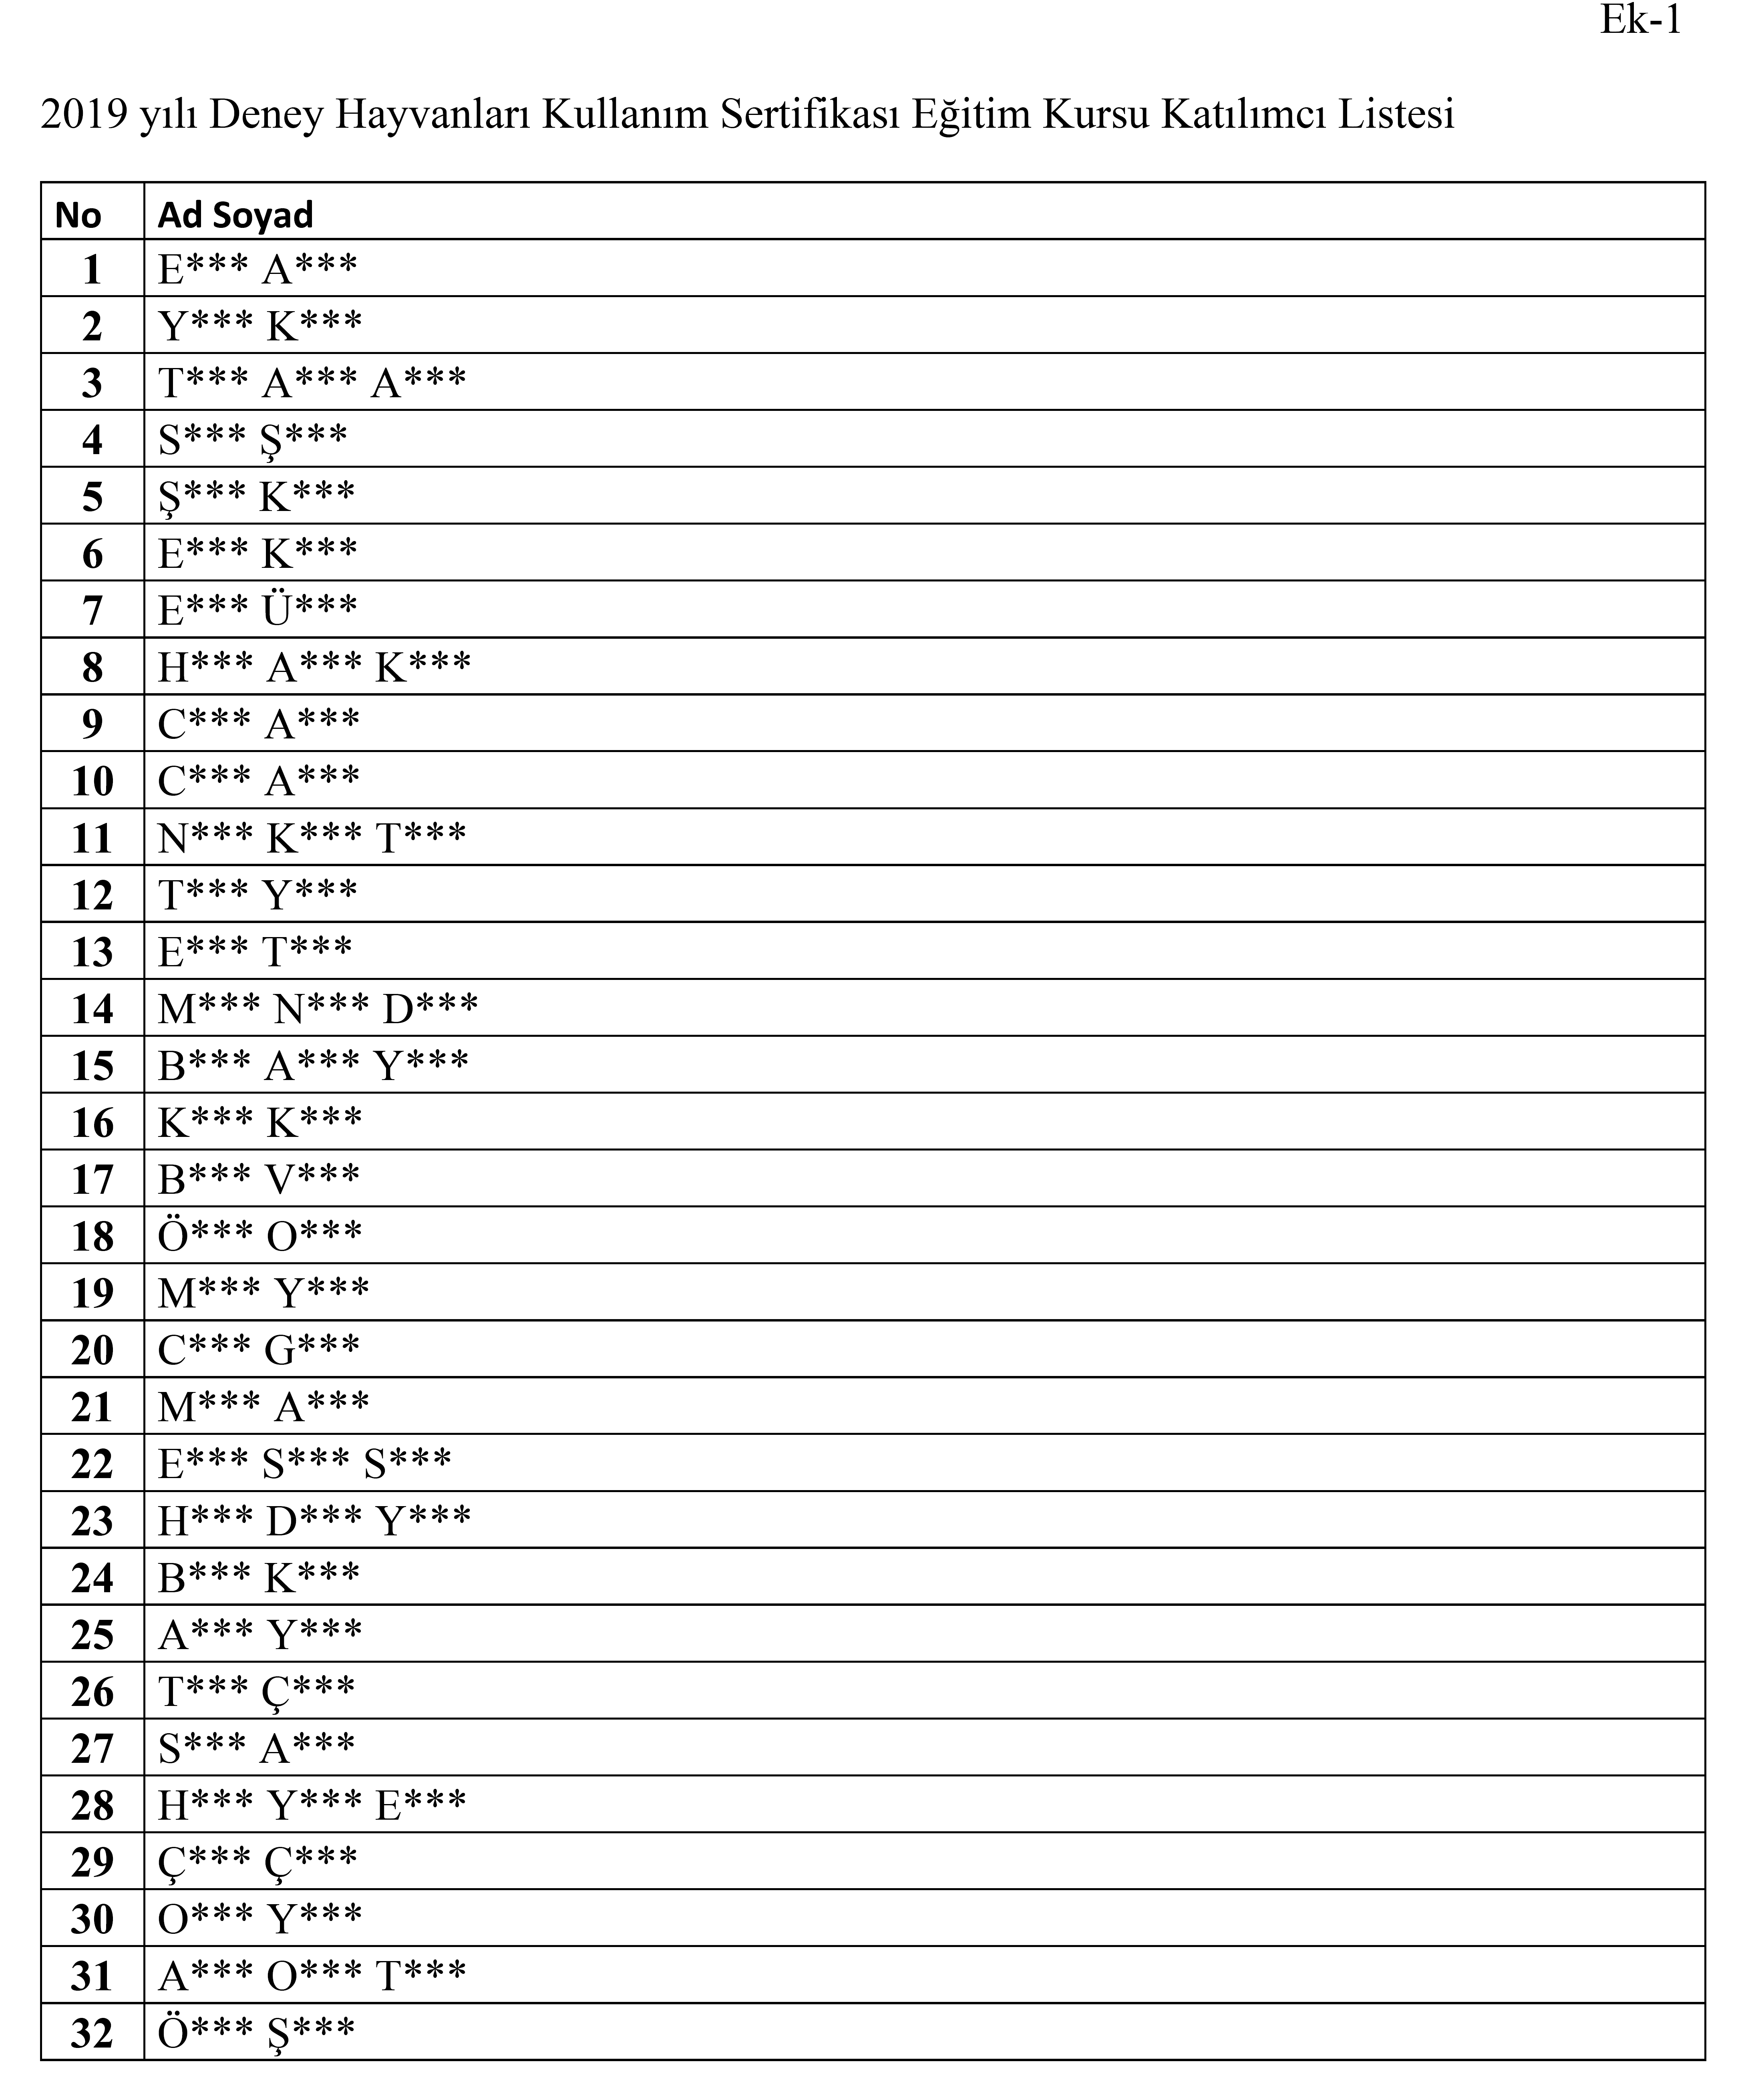 Ek-1
2019 yılı Deney Hayvanları Kullanım Sertifikası Eğitim Kursu Katılımcı Listesi
No Ad Soyad
1 E*** A***
2 Y*** K***
3 T*** A*** A***
4 S*** Ş***
5 Ş*** K***
6 E*** K***
7 E*** Ü***
8 H*** A*** K***
9 C*** A***
10 C*** A***
11 N*** K*** T***
12 T*** Y***
13 E*** T***
14 M*** N*** D***
15 B*** A*** Y***
16 K*** K***
17 B*** V***
18 Ö*** O***
19 M*** Y***
20 C*** G***
21 M*** A***
22 E*** S*** S***
23 H*** D*** Y***
24 B*** K***
25 A*** Y***
26 T*** Ç***
27 S*** A***
28 H*** Y*** E***
29 Ç*** Ç***
30 O*** Y***
31 A*** O*** T***
32 Ö*** Ş***